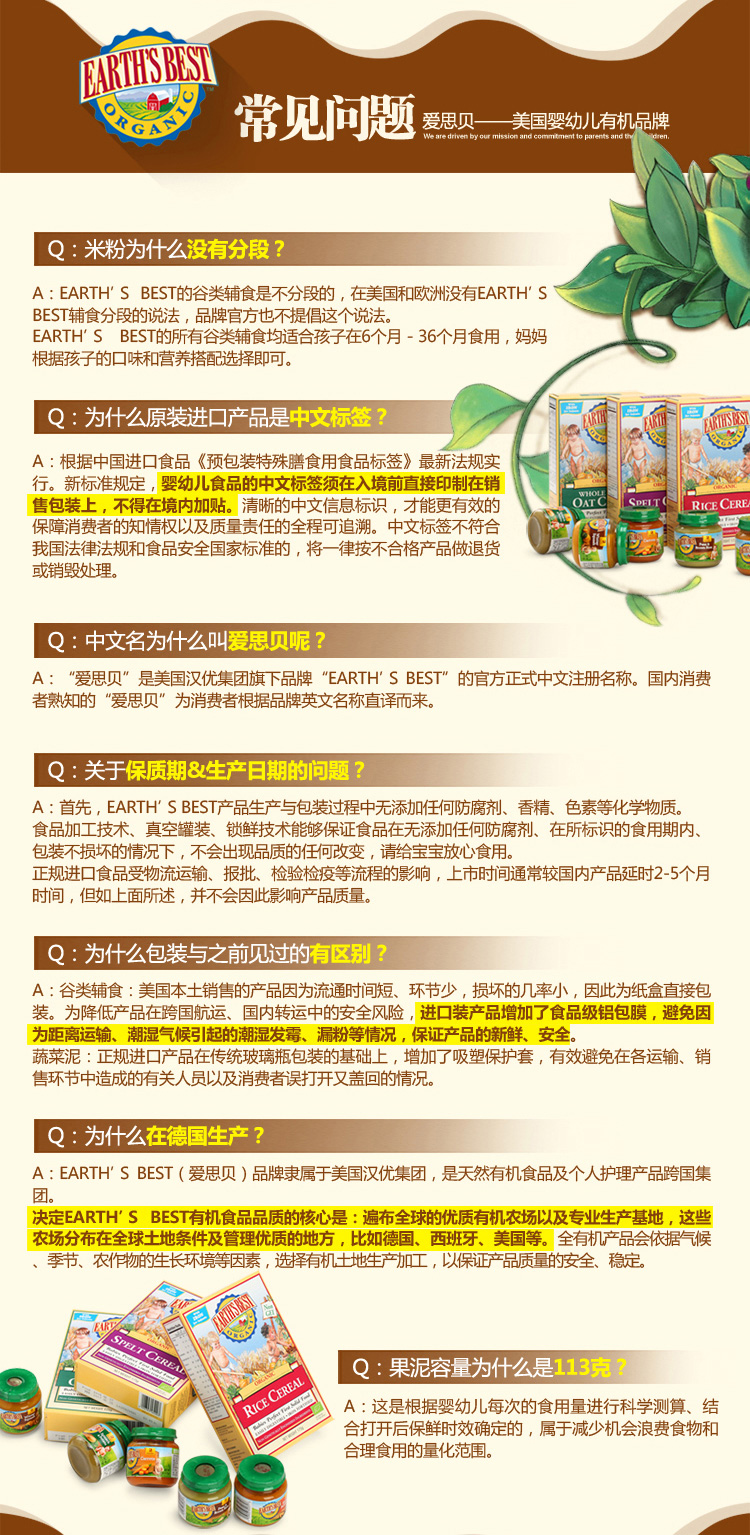 EARTH'S BEST
ORGANIC
常见问题 爱思贝——美国婴幼儿有机品牌
We are driven by our mission and commitment to parents and
Q：米粉为什么没有分段？
A：EARTH’S BEST的谷类辅食是不分段的，在美国和欧洲没有EARTH’S
BEST辅食分段的说法，品牌官方也不提倡这个说法。
EARTH’S BEST的所有谷类辅食均适合孩子在6个月－36个月食用，妈妈
根据孩子的口味和营养搭配选择即可。
Q：为什么原装进口产品是中文标签？
A：根据中国进口食品《预包装特殊膳食用食品标签》最新法规实
行。新标准规定，婴幼儿食品的中文标签须在入境前直接印制在销
售包装上，不得在境内加贴。清晰的中文信息标识，才能更有效的
保障消费者的知情权以及质量责任的全程可追溯。中文标签不符合
我国法律法规和食品安全国家标准的，将一律按不合格产品做退货
或销毁处理。
WHOLE
OAT C
SPELT C
RICE CEREA
Q：中文名为什么叫爱思贝呢？
A：“爱思贝”是美国汉优集团旗下品牌“EARTH’S BEST”的官方正式中文注册名称。国内消费
者熟知的“爱思贝”为消费者根据品牌英文名称直译而来。
Q：关于保质期&生产日期的问题？
A：首先，EARTH’S BEST产品生产与包装过程中无添加任何防腐剂、香精、色素等化学物质。
食品加工技术、真空罐装、锁鲜技术能够保证食品在无添加任何防腐剂、在所标识的食用期内、
包装不损坏的情况下，不会出现品质的任何改变，请给宝宝放心食用。
正规进口食品受物流运输、报批、检验检疫等流程的影响，上市时间通常较国内产品延时2-5个月
时间，但如上面所述，并不会因此影响产品质量。
Q：为什么包装与之前见过的有区别？
A：谷类辅食：美国本土销售的产品因为流通时间短、环节少，损坏的几率小，因此为纸盒直接包
装。为降低产品在跨国航运、国内转运中的安全风险，进口装产品增加了食品级铝包膜，避免因
为距离运输、潮湿气候引起的潮湿发霉、漏粉等情况，保证产品的新鲜、安全。
蔬菜泥：正规进口产品在传统玻璃瓶包装的基础上，增加了吸塑保护套，有效避免在各运输、销
售环节中造成的有关人员以及消费者误打开又盖回的情况。
Q：为什么在德国生产？
A：EARTH’S BEST（爱思贝）品牌隶属于美国汉优集团，是天然有机食品及个人护理产品跨国集
团。
决定EARTH’S BEST有机食品品质的核心是：遍布全球的优质有机农场以及专业生产基地，这些
农场分布在全球土地条件及管理优质的地方，比如德国、西班牙、美国等。全有机产品会依据气候
、季节、农作物的生长环境等因素，选择有机土地生产加工，以保证产品质量的安全、稳定。
EARTH'S BEST
ORGANIC
SPELT CEREAL
RICE CEREAL
Q：果泥容量为什么是113克？
A：这是根据婴幼儿每次的食用量进行科学测算、结
合打开后保鲜时效确定的，属于减少机会浪费食物和
合理食用的量化范围。